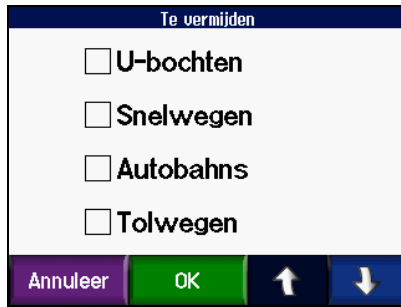 Te vermijden
U-bochten
Snelwegen
Autobahns
Tolwegen
Annuleer OK